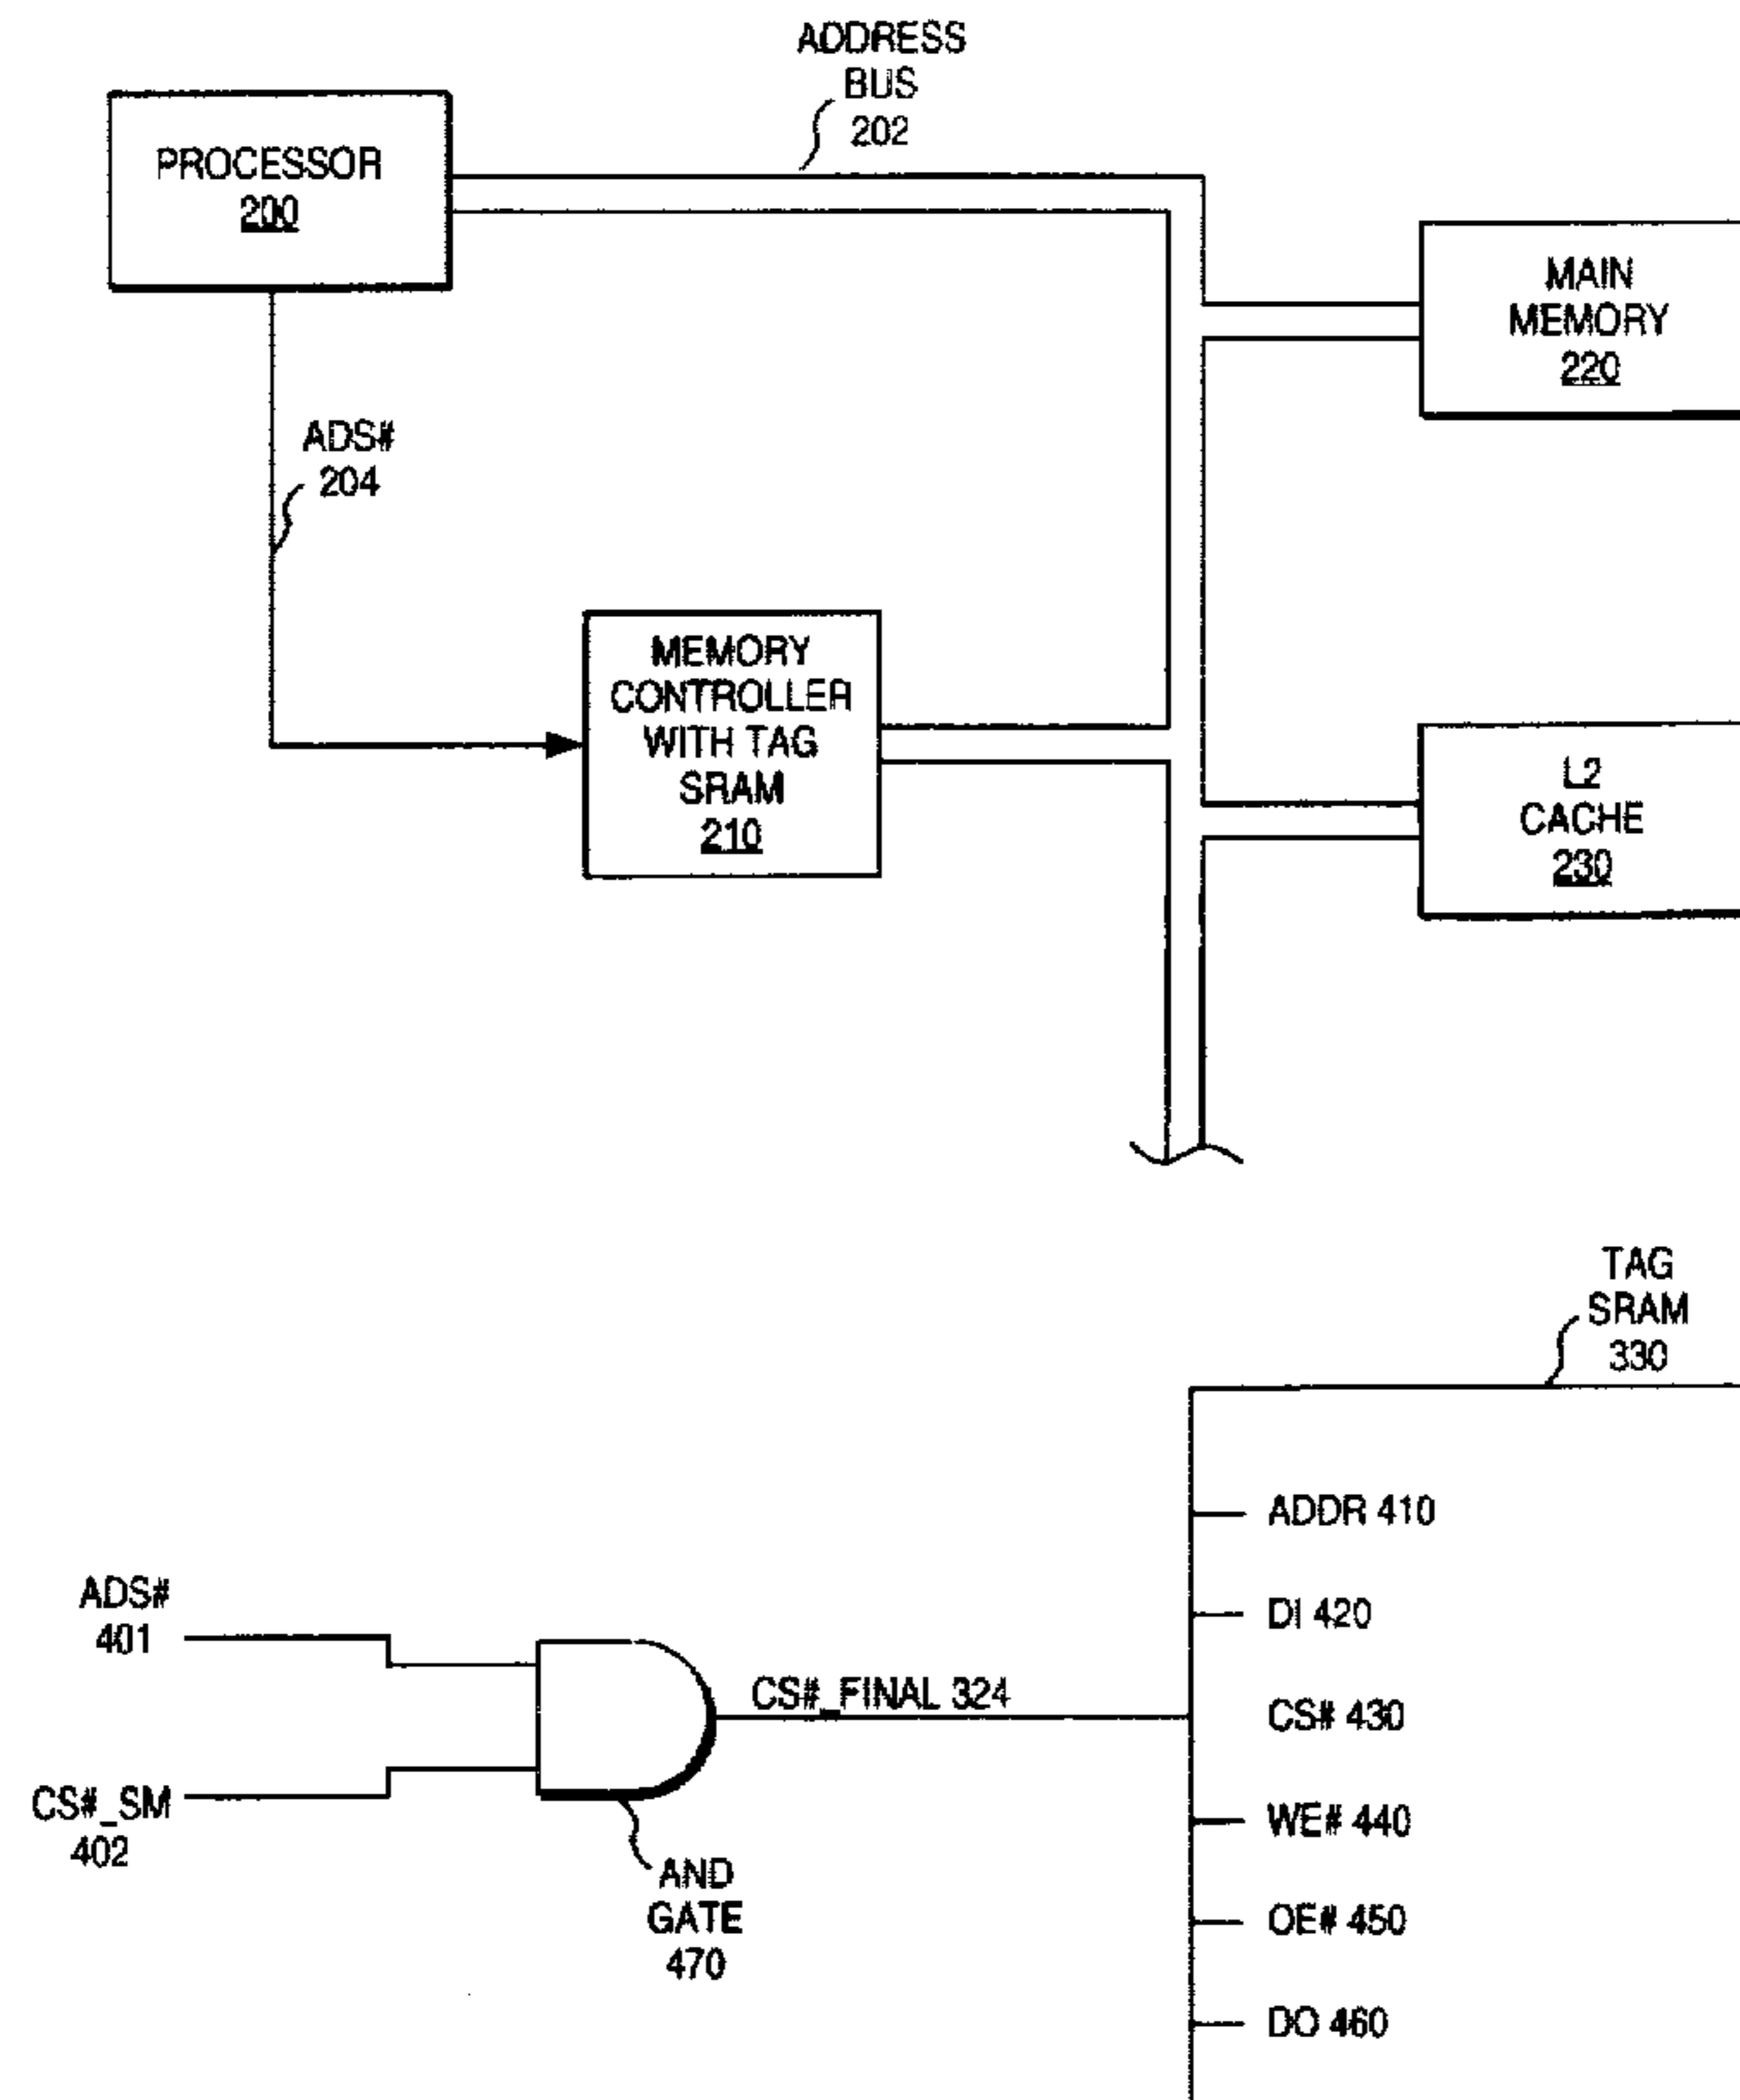 ADDRESS
BUS
202
PROCESSOR
200
MAIN
MEMORY
220
ADS#
204
MEMORY
CONTROLLER
WITH TAG
SRAM
210
L2
CACHE
230
TAG
SRAM
330
ADDR 410
ADS#
401
DI 420
CS#_FINAL 324
CS# 430
CS#_SM
402
WE# 440
AND
GATE
470
OE# 450
DO 460